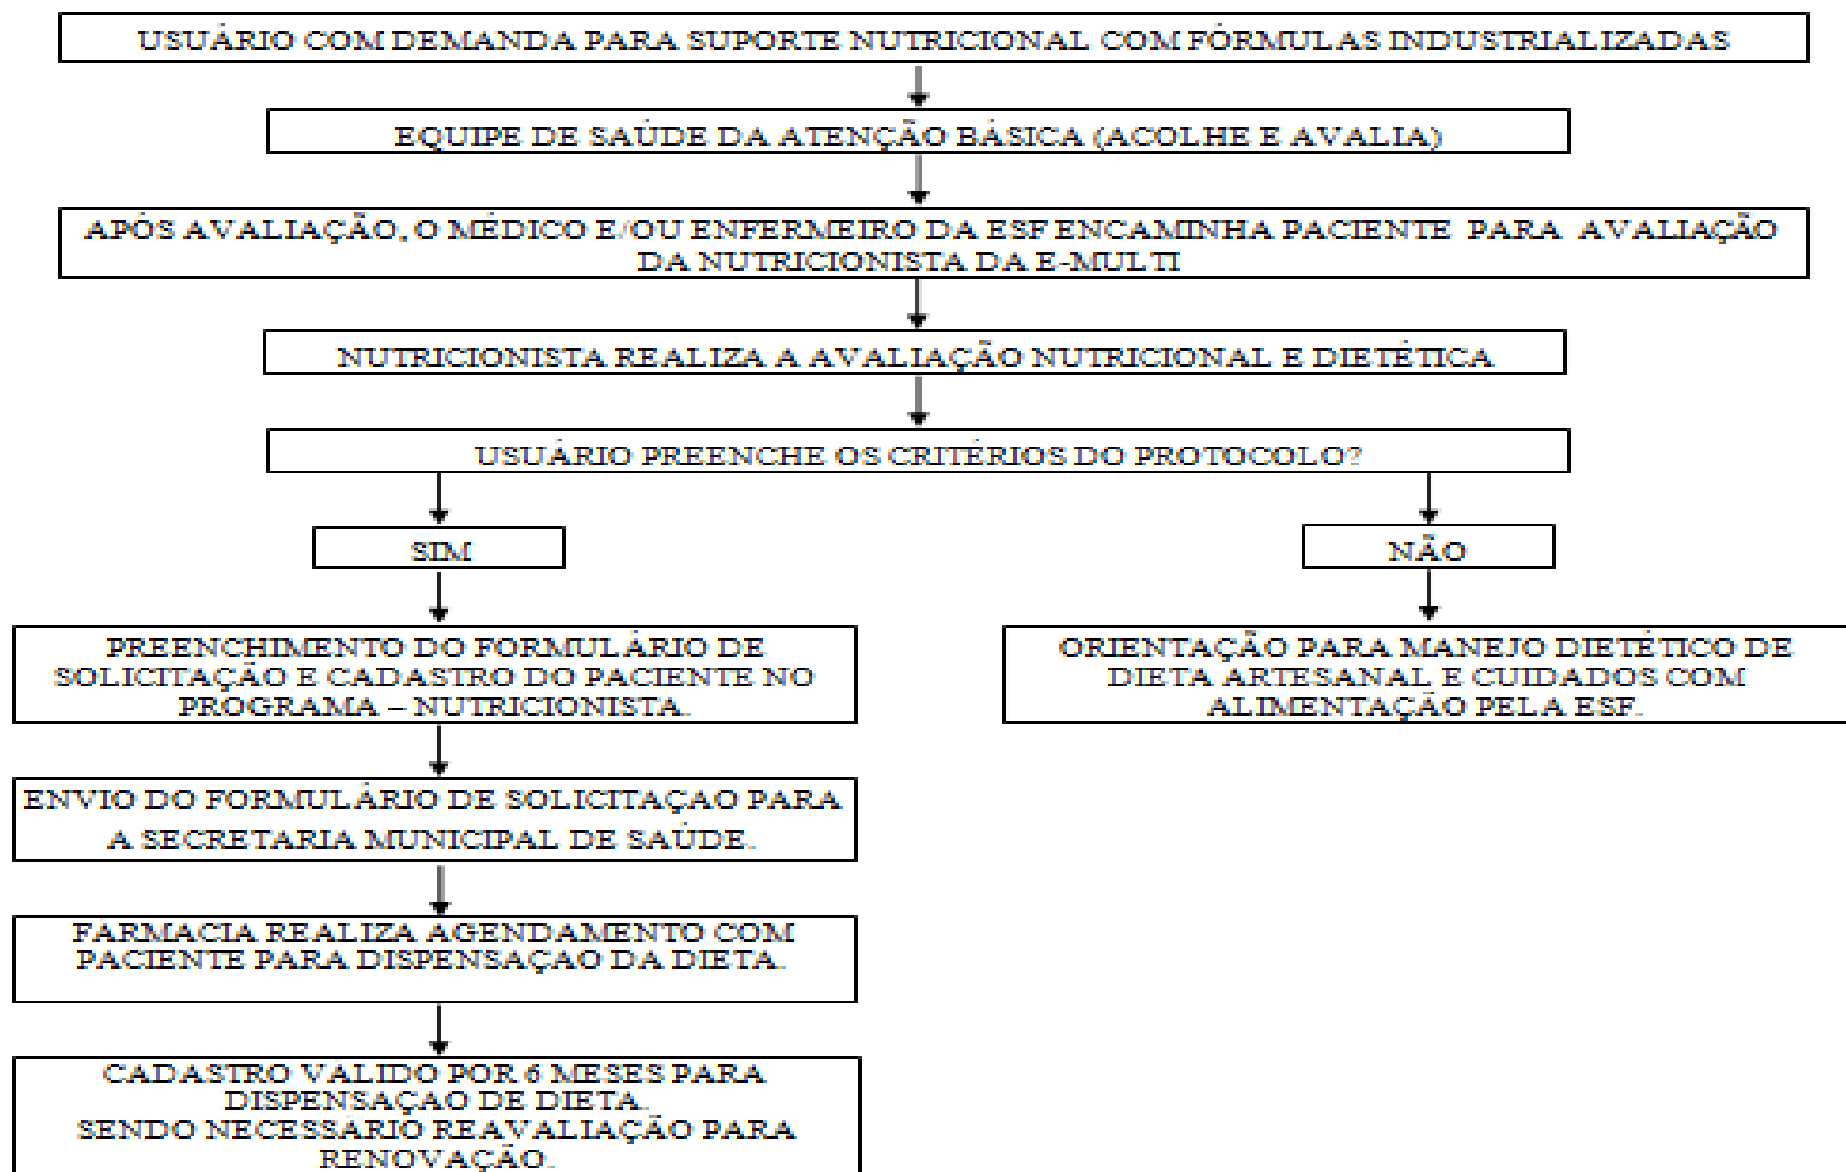 USUÁRIO COM DEMANDA PARA SUPORTE NUTRICIONAL COM FÓRMULAS INDUSTRIALIZADAS
EQUIPE DE SAÚDE DA ATENÇÃO BÁSICA (ACOLHE E AVALIA)
APÓS AVALIAÇÃO, O MÉDICO E/OU ENFERMEIRO DA ESF ENCAMINHA PACIENTE PARA AVALIAÇÃO
DA NUTRICIONISTA DA E-MULTI
NUTRICIONISTA REALIZA A AVALIAÇÃO NUTRICIONAL E DIETÉTICA
USUÁRIO PREENCHE OS CRITÉRIOS DO PROTOCOLO?
SIM
NÃO
PREENCHIMENTO DO FORMULÁRIO DE
SOLICITAÇÃO E CADASTRO DO PACIENTE NO
PROGRAMA – NUTRICIONISTA.
ORIENTAÇÃO PARA MANEJO DIETÉTICO DE
DIETA ARTESANAL E CUIDADOS COM
ALIMENTAÇÃO PELA ESF.
ENVIO DO FORMULÁRIO DE SOLICITAÇAO PARA
A SECRETARIA MUNICIPAL DE SAÚDE.
FARMACIA REALIZA AGENDAMENTO COM
PACIENTE PARA DISPENSAÇAO DA DIETA.
CADASTRO VALIDO POR 6 MESES PARA
DISPENSAÇAO DE DIETA.
SENDO NECESSÁRIO REAVALIAÇÃO PARA
RENOVAÇÃO.